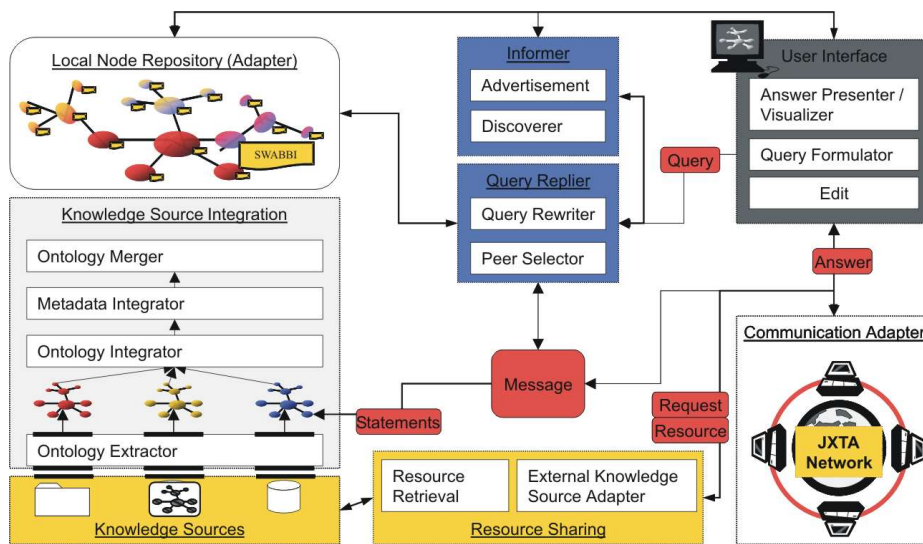 Local Node Repository (Adapter)
SWABBI
Informer
Advertisement
Discoverer
User Interface
Answer Presenter /
Visualizer
Query Formulator
Edit
Query
Query Replier
Query Rewriter
Peer Selector
Knowledge Source Integration
Ontology Merger
Metadata Integrator
Ontology Integrator
Ontology Extractor
Answer
Message
Statements
Request
Resource
Communication Adapter
JXTA
Network
Knowledge Sources
Resource
Retrieval
External Knowledge
Source Adapter
Resource Sharing